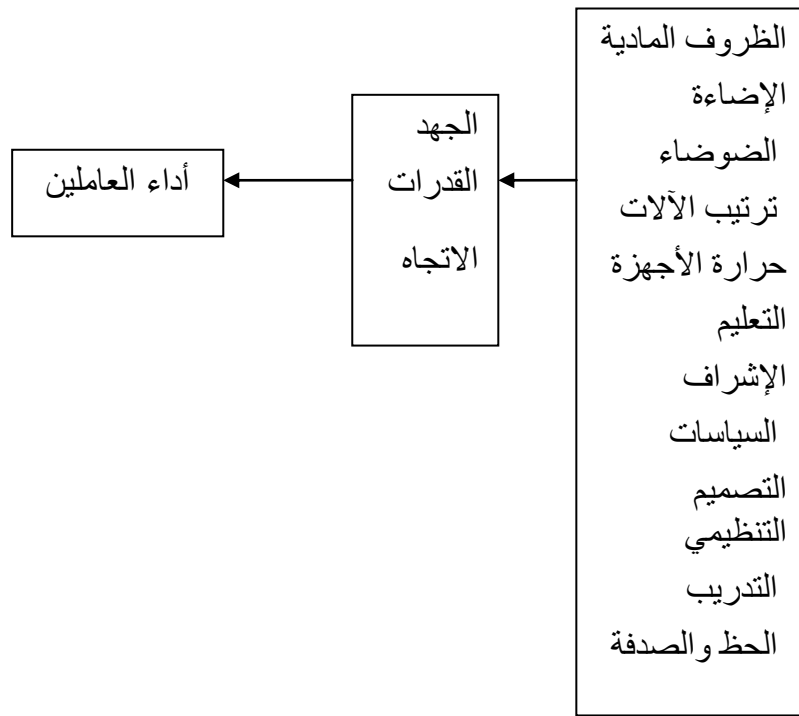 الظروف المادية
الإضاءة
الضوضاء
ترتيب الآلات
حرارة الأجهزة
التعليم
الإشراف
السياسات
التصميم
التنظيمي
التدريب
الحظ والصدفة
الجهد
القدرات
الاتجاه
أداء العاملين